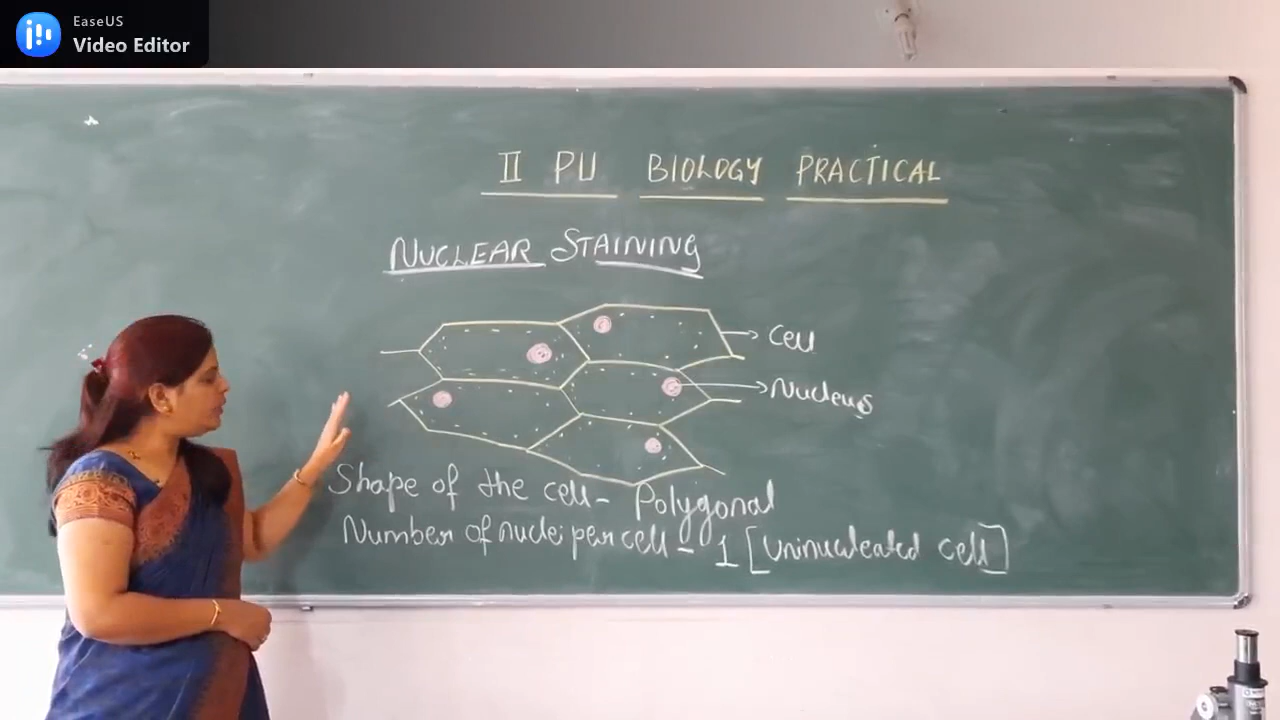 EaseUS
Video Editor
II PU BIOLOGY PRACTICAL
NUCLEAR STAINING
Cell
Nucleus
Shape of the cell - Polygonal
Number of nuclei per cell - 1 [Uninucleated cell]